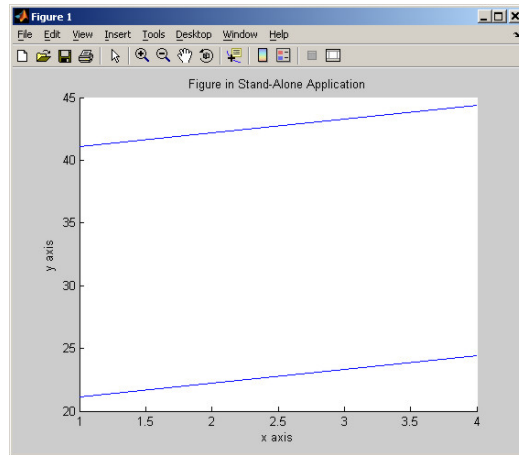 Figure 1
File Edit View Insert Tools Desktop Window Help
Figure in Stand-Alone Application
45
40
35
30
25
20
y axis
1 1.5 2 2.5 3 3.5 4
x axis